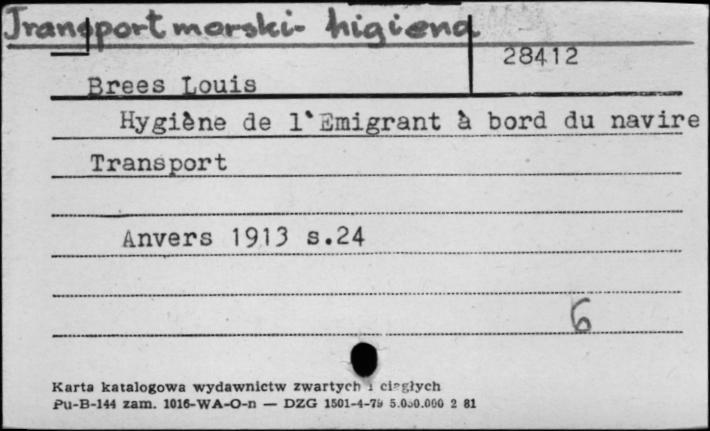 Transport morski- higiena
28412
Brees Louis
Hygiène de l'Emigrant à bord du navire
Transport
Anvers 1913 s.24
6
Karta katalogowa wydawnictw zwartych i ciągłych
Pu-B-144 zam. 1016-WA-O-n — DZG 1501-4-79 5.000.000 2 81